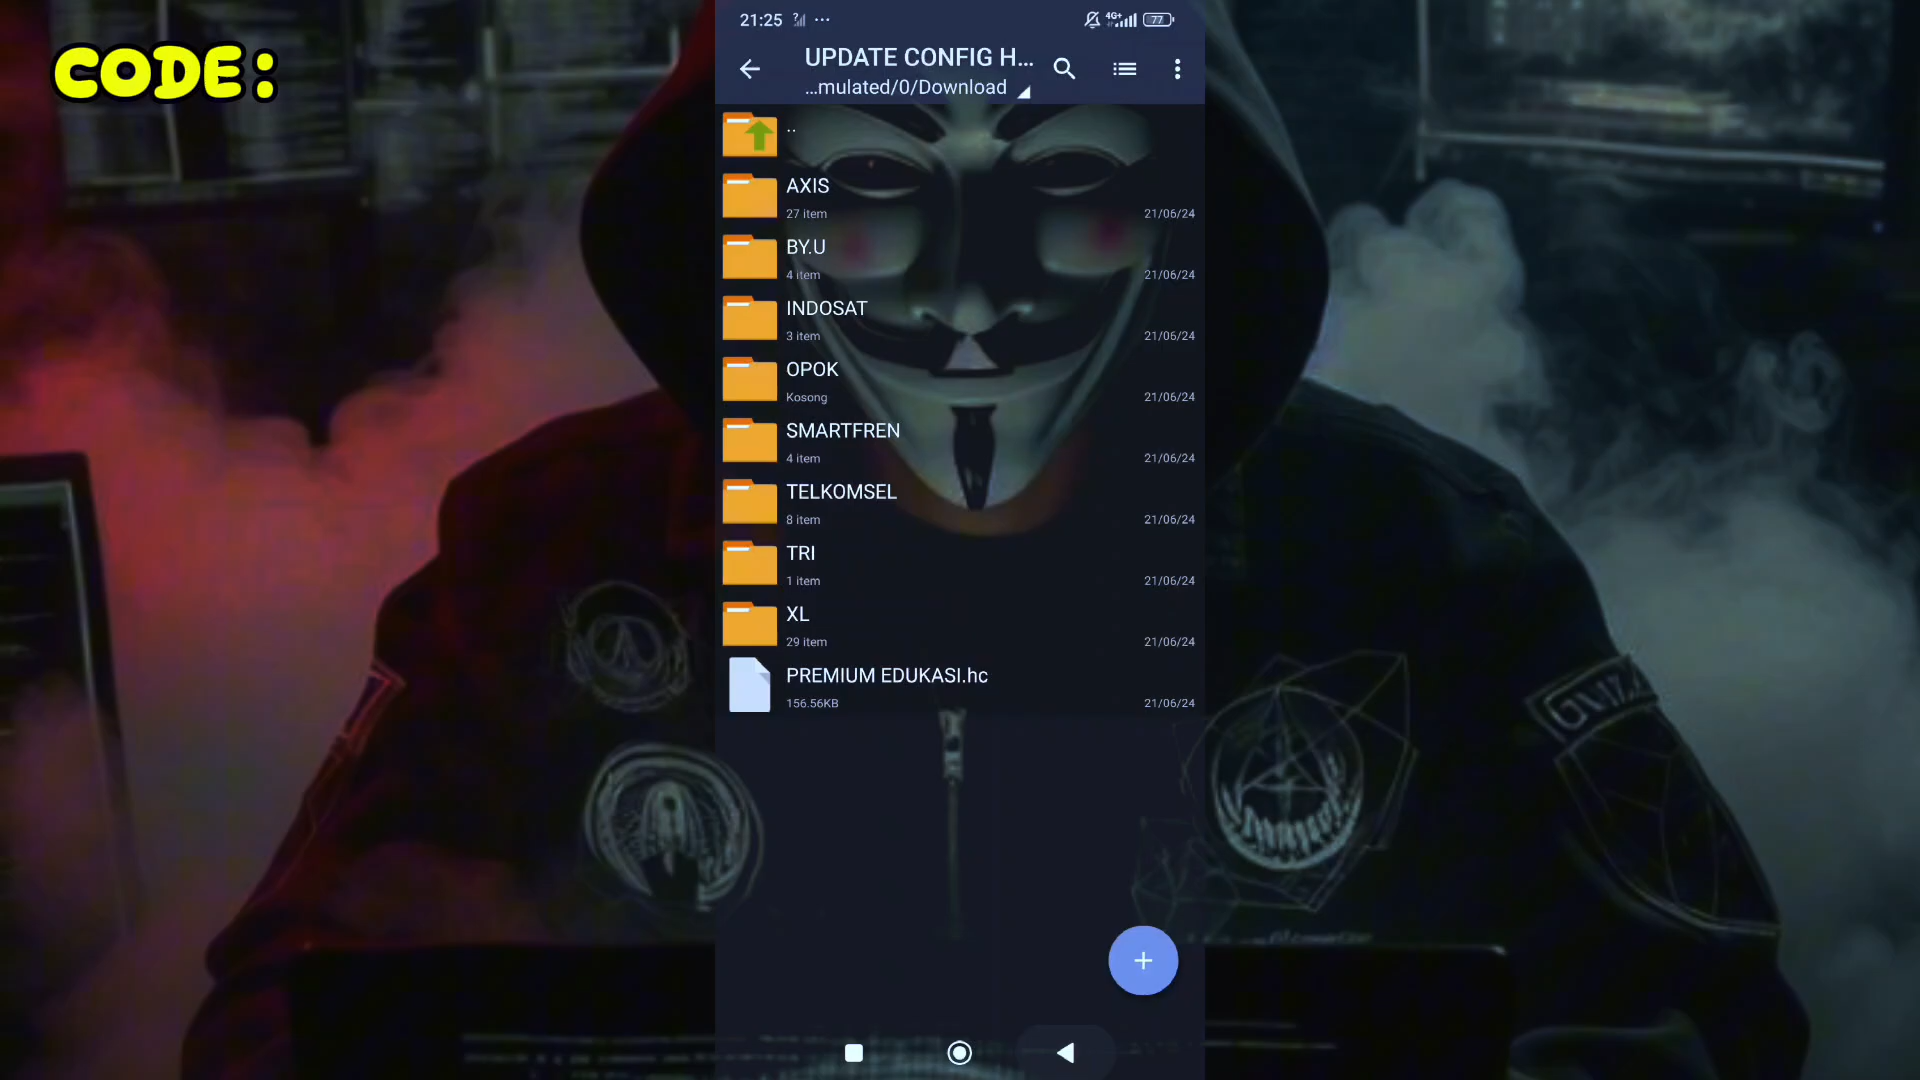 CODE:
21:25
4G+
77
UPDATE CONFIG H...
...mulated/0/Download
..
AXIS
27 item
21/06/24
BY.U
4 item
21/06/24
INDOSAT
3 item
21/06/24
OPOK
Kosong
21/06/24
SMARTFREN
4 item
21/06/24
TELKOMSEL
8 item
21/06/24
TRI
1 item
21/06/24
XL
29 item
21/06/24
PREMIUM EDUKASI.hc
156.56KB
21/06/24